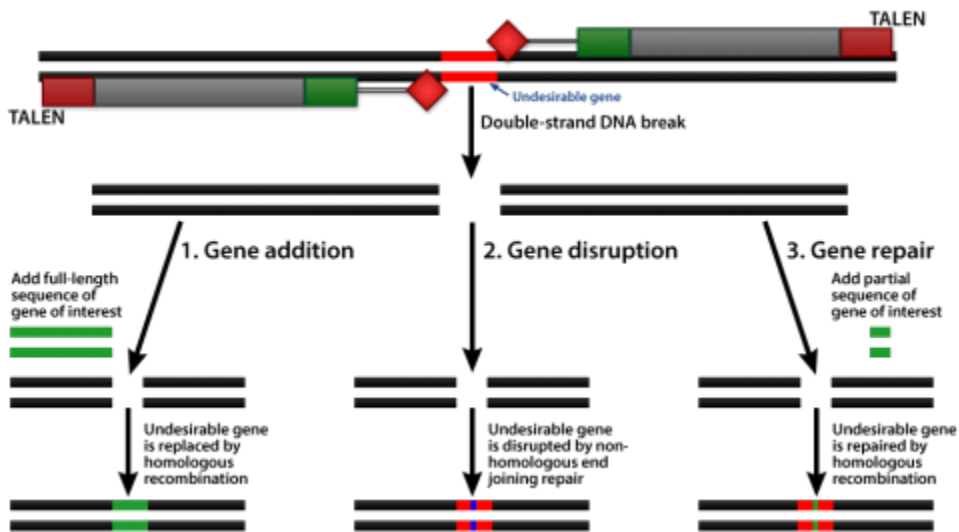 TALEN
TALEN
Undesirable gene
Double-strand DNA break
1. Gene addition
2. Gene disruption
3. Gene repair
Add full-length
sequence of
gene of interest
Add partial
sequence of
gene of interest
Undesirable gene
is replaced by
homologous
recombination
Undesirable gene
is disrupted by non-
homologous end
joining repair
Undesirable gene
is repaired by
homologous
recombination